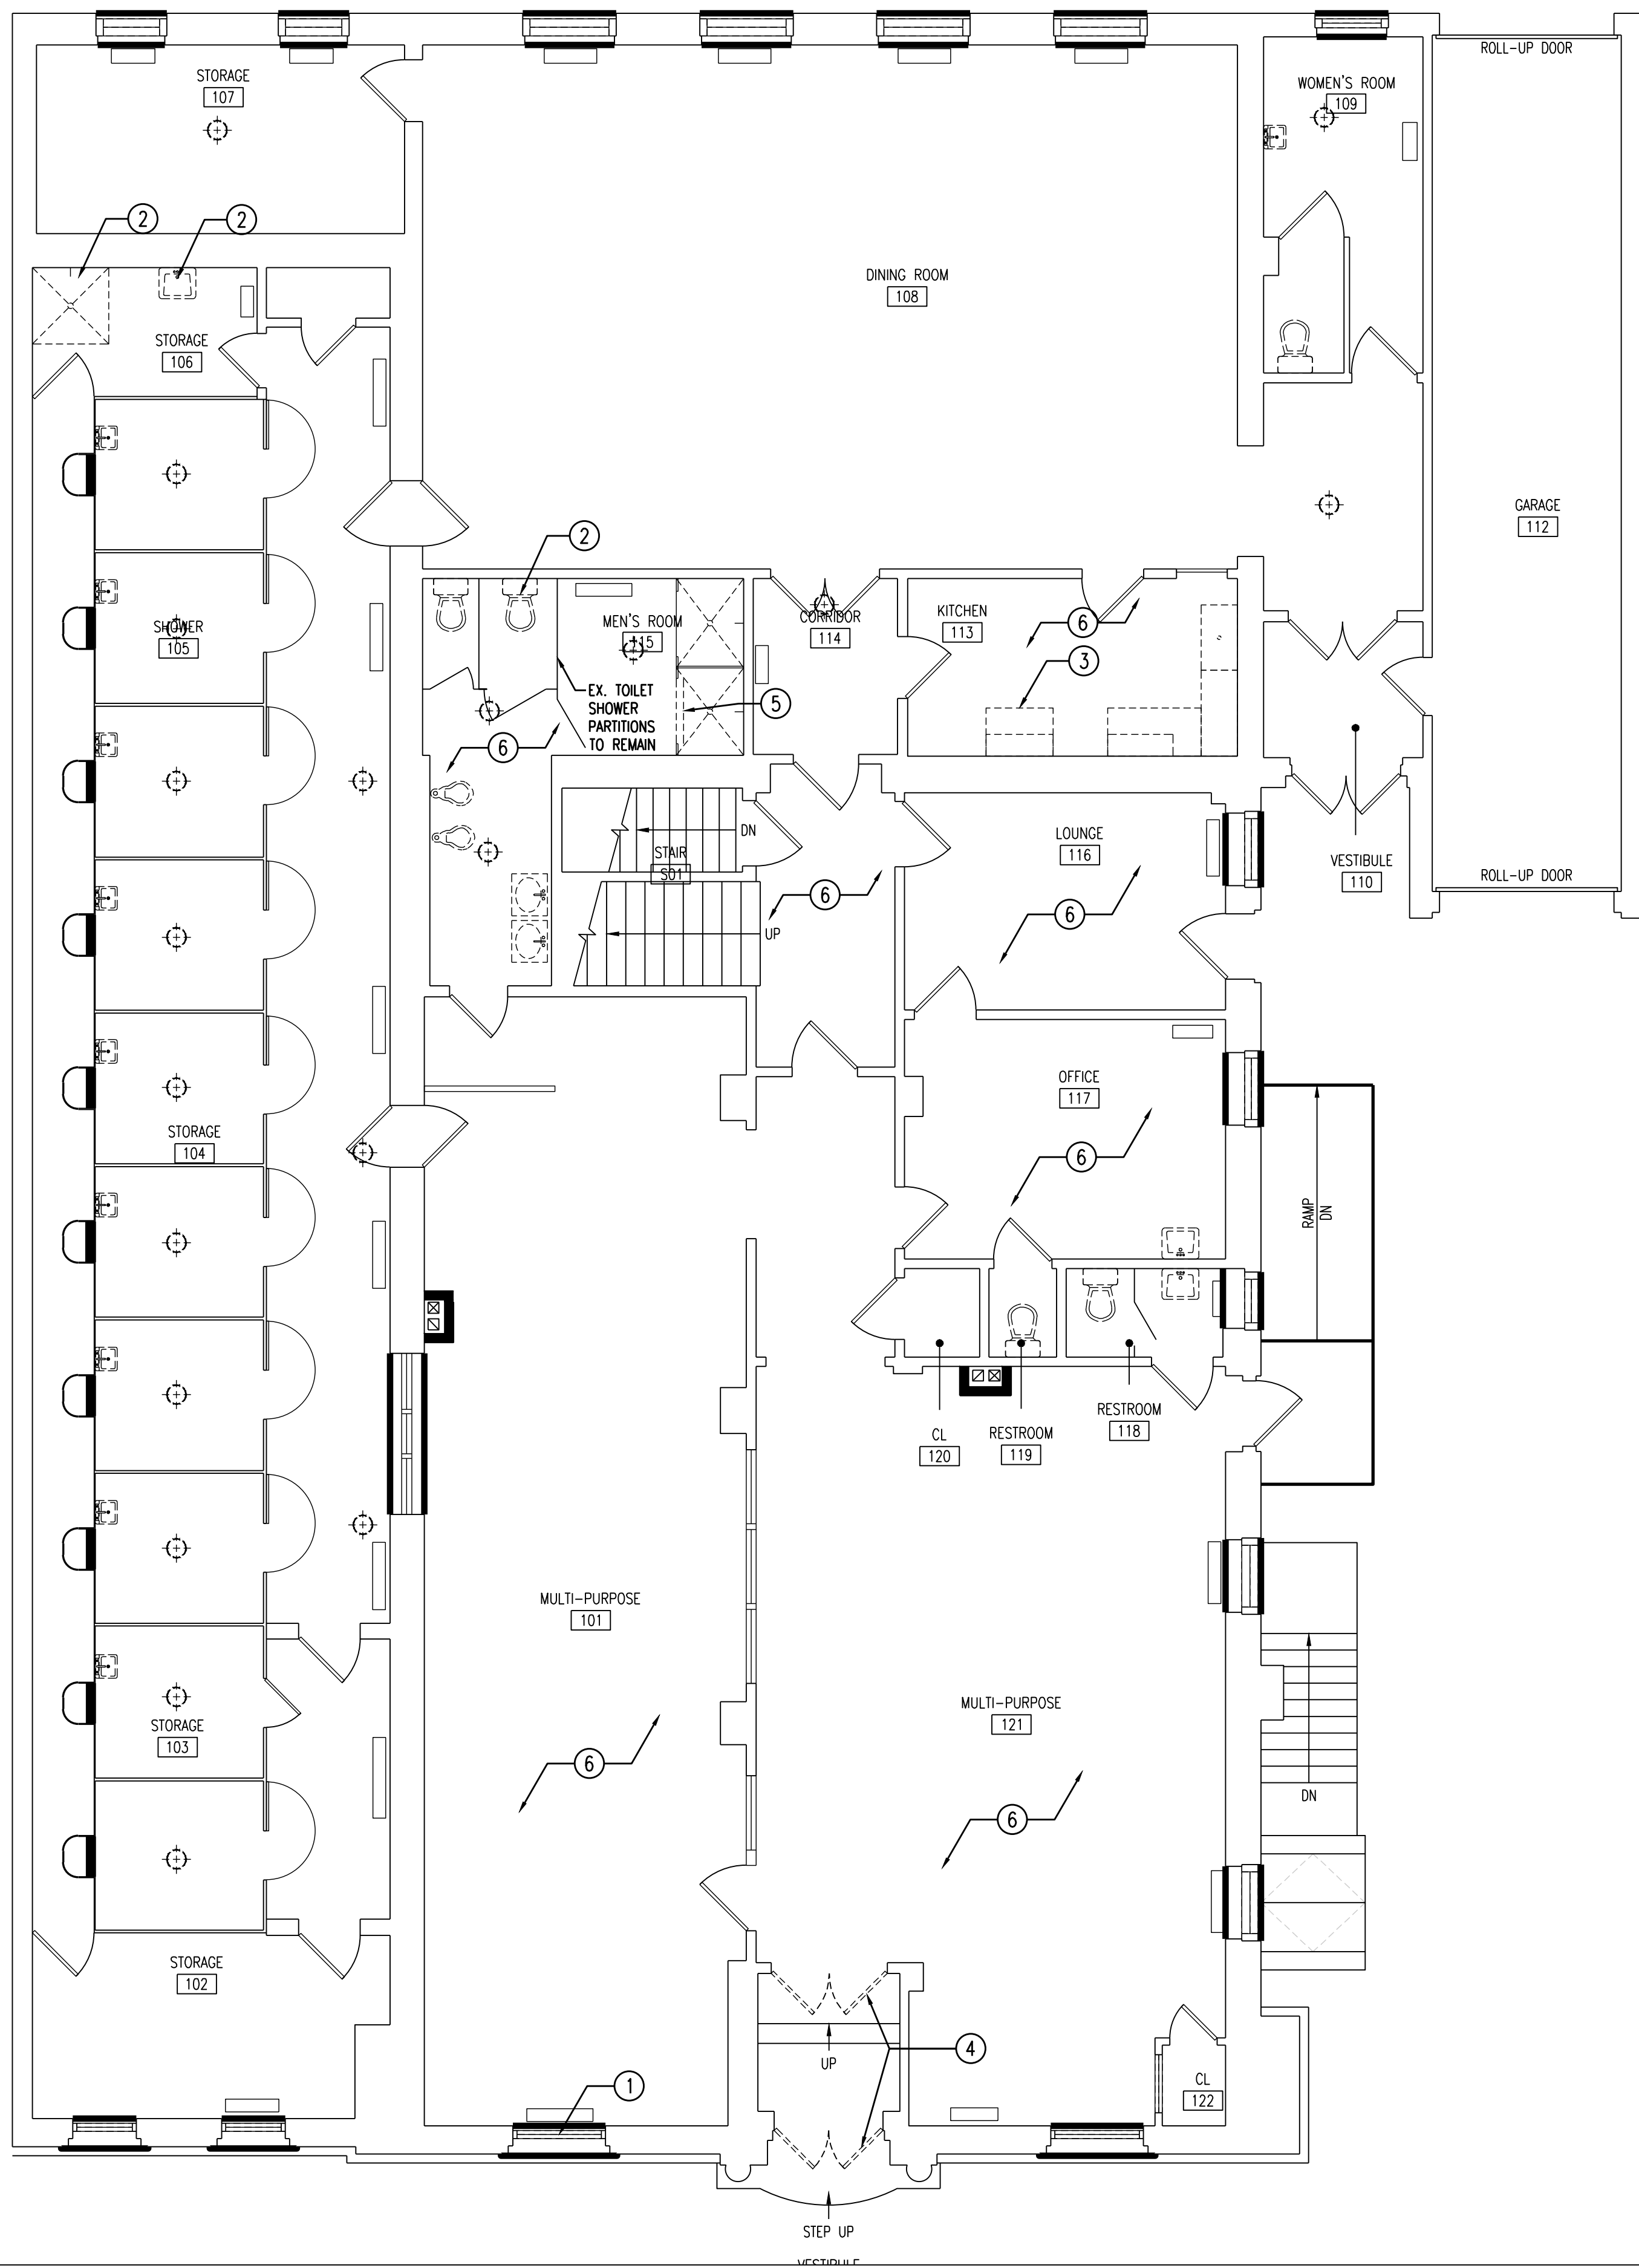 ROLL-UP DOOR
STORAGE
107
WOMEN'S ROOM
109
2
2
DINING ROOM
108
STORAGE
106
GARAGE
112
2
SHOWER
105
MEN'S ROOM
115
CORRIDOR
114
KITCHEN
113
6
3
EX. TOILET
SHOWER
PARTITIONS
TO REMAIN
5
6
DN
STAIR
S01
UP
6
LOUNGE
116
6
VESTIBULE
110
ROLL-UP DOOR
OFFICE
117
6
STORAGE
104
RAMP
DN
CL
120
RESTROOM
119
RESTROOM
118
MULTI-PURPOSE
101
6
MULTI-PURPOSE
121
6
STORAGE
103
DN
STORAGE
102
4
UP
1
CL
122
STEP UP
VESTIBULE